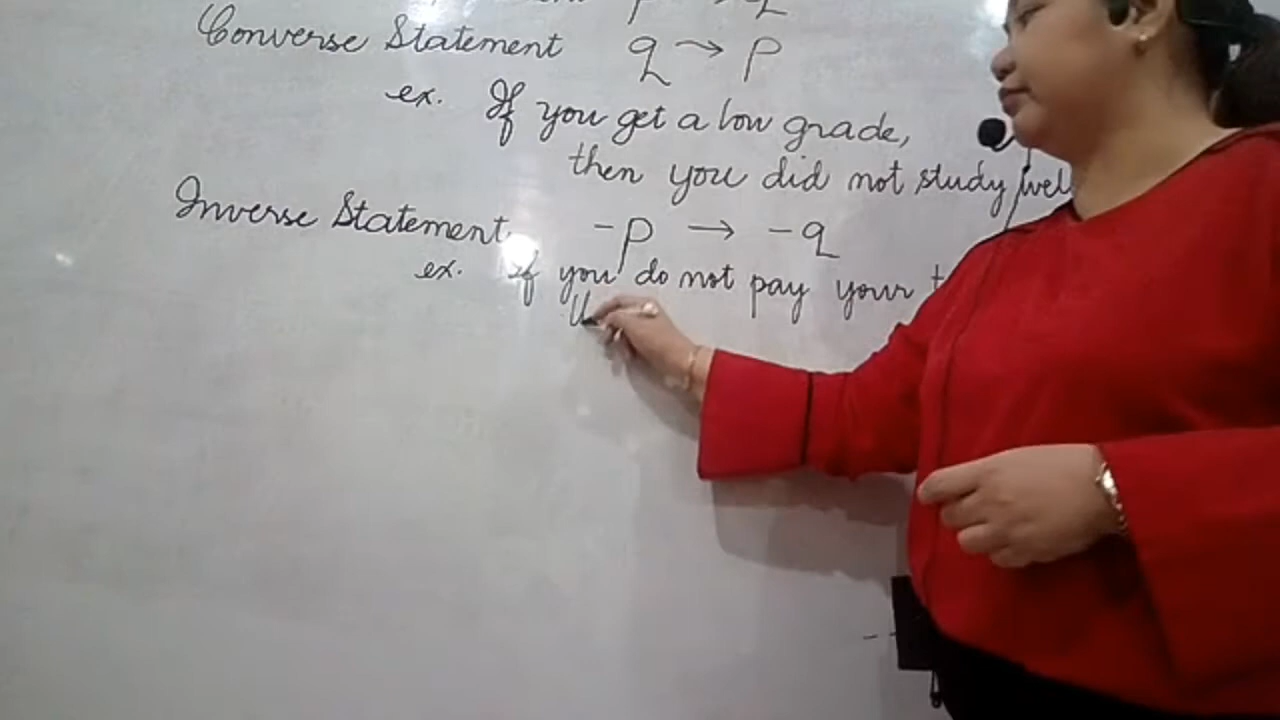 Converse Statement q → p
ex. If you get a low grade,
then you did not study wel
Inverse Statement -p → -q
ex. If you do not pay your t